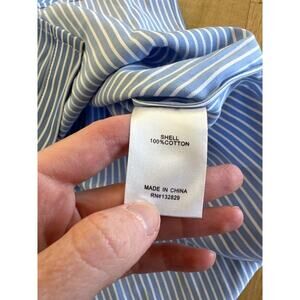 SHELL
100%COTTON
MADE IN CHINA
RN#132829